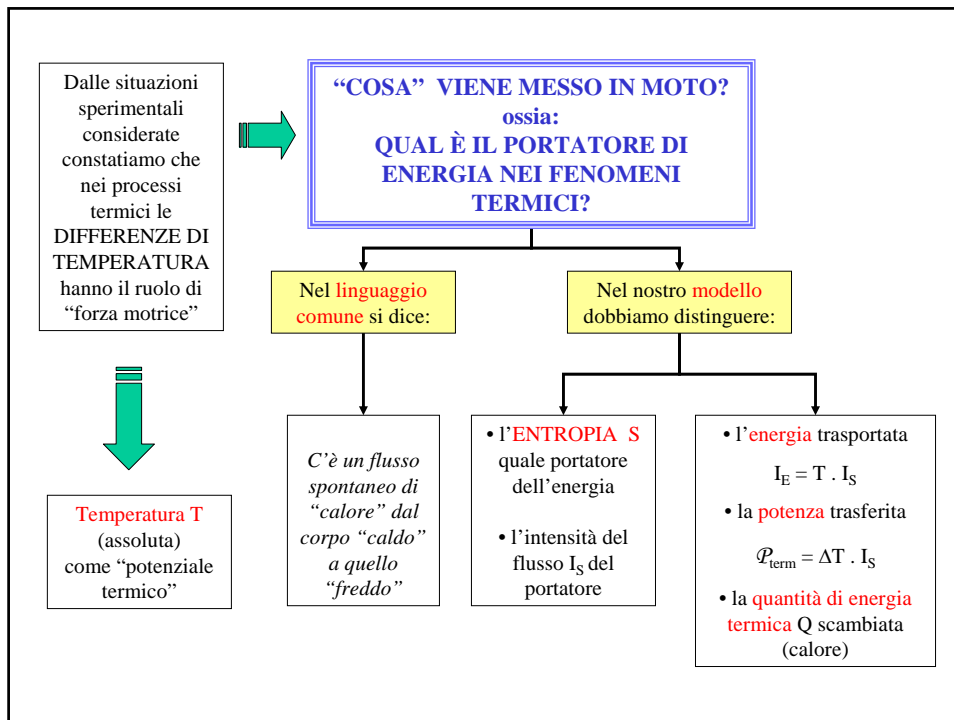 Dalle situazioni
sperimentali
considerate
constatiamo che
nei processi
termici le
DIFFERENZE DI
TEMPERATURA
hanno il ruolo di
“forza motrice”
“COSA” VIENE MESSO IN MOTO?
ossia:
QUAL È IL PORTATORE DI
ENERGIA NEI FENOMENI
TERMICI?
Nel linguaggio
comune si dice:
Nel nostro modello
dobbiamo distinguere:
Temperatura T
(assoluta)
come “potenziale
termico”
C’è un flusso
spontaneo di
“calore” dal
corpo “caldo”
a quello
“freddo”
• l’ENTROPIA S
quale portatore
dell’energia
• l’intensità del
flusso I_S del
portatore
• l’energia trasportata
I_E = T . I_S
• la potenza trasferita
𝒫_term = ΔT . I_S
• la quantità di energia
termica Q scambiata
(calore)